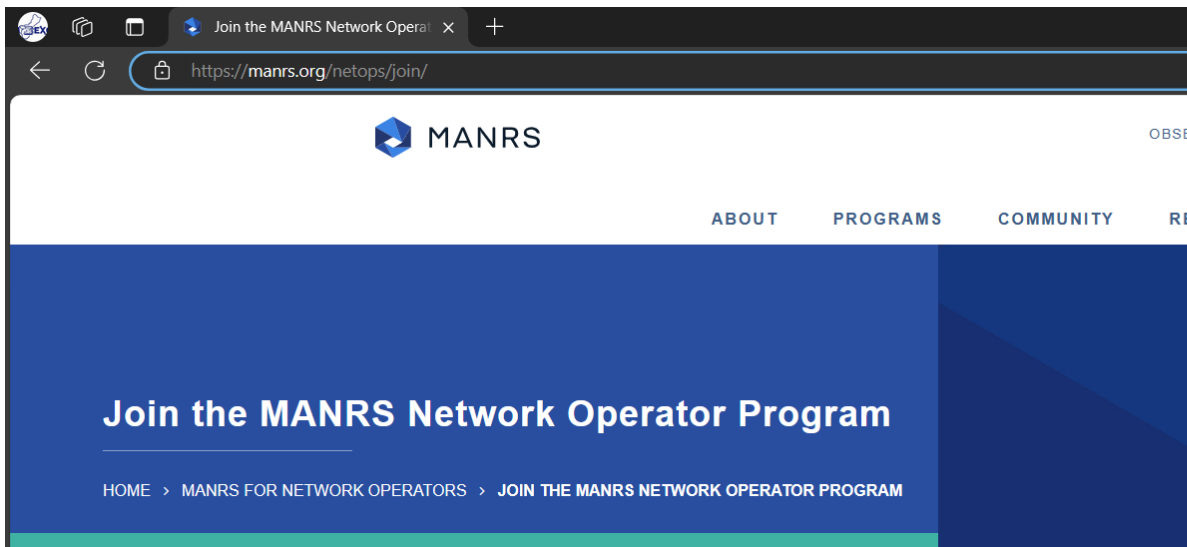 Join the MANRS Network Operat
https://manrs.org/netops/join/
MANRS
ABOUT PROGRAMS COMMUNITY
Join the MANRS Network Operator Program
HOME > MANRS FOR NETWORK OPERATORS > JOIN THE MANRS NETWORK OPERATOR PROGRAM